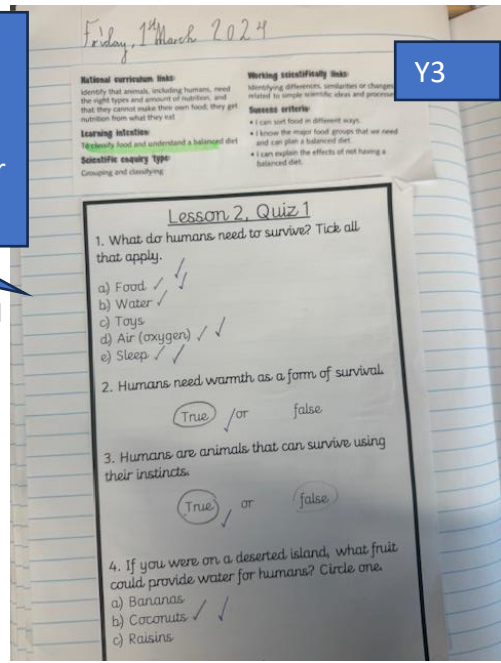 Friday, 1st March 2024
Y3
National curriculum links:
Identify that animals, including humans, need
the right types and amount of nutrition, and
that they cannot make their own food; they get
nutrition from what they eat
Learning intention:
To classify food and understand a balanced diet
Scientific enquiry type:
Grouping and classifying
Working scientifically links:
Identifying differences, similarities or changes
related to simple scientific ideas and
Success criteria:
• I can sort food in different ways.
• I know the major food groups that we need
and can plan a balanced diet.
• I can explain the effects of not having a
balanced diet.
Lesson 2, Quiz 1
1. What do humans need to survive? Tick all
that apply.
a) Food
b) Water
c) Toys
d) Air (oxygen)
e) Sleep
2. Humans need warmth as a form of survival.
True or false
3. Humans are animals that can survive using
their instincts.
True or false
4. If you were on a deserted island, what fruit
could provide water for humans? Circle one.
a) Bananas
b) Coconuts
c) Raisins